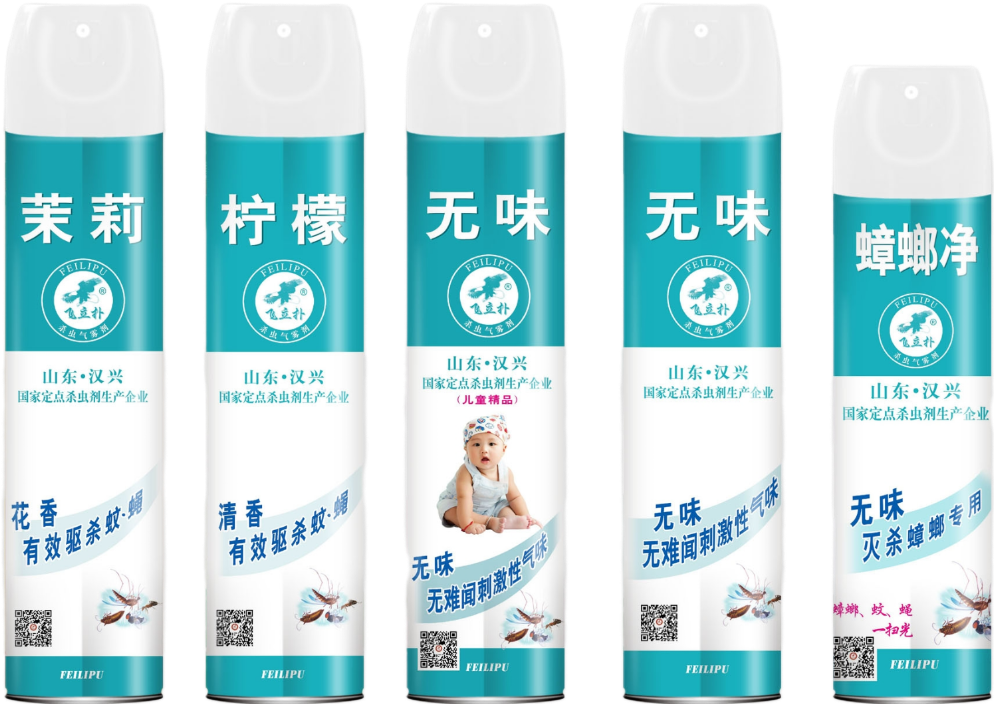 茉莉
FEILIPU
飞立朴®
杀虫气雾剂
山东·汉兴
国家定点杀虫剂生产企业
花香
有效驱杀蚊·蝇
FEILIPU
柠檬
FEILIPU
飞立朴®
杀虫气雾剂
山东·汉兴
国家定点杀虫剂生产企业
清香
有效驱杀蚊·蝇
FEILIPU
无味
FEILIPU
飞立朴®
杀虫气雾剂
山东·汉兴
国家定点杀虫剂生产企业
(儿童精品)
无味
无难闻刺激性气味
FEILIPU
无味
FEILIPU
飞立朴®
杀虫气雾剂
山东·汉兴
国家定点杀虫剂生产企业
无味
无难闻刺激性气味
FEILIPU
蟑螂净
FEILIPU
飞立朴®
杀虫气雾剂
山东·汉兴
国家定点杀虫剂生产企业
无味
灭杀蟑螂专用
蟑螂、蚊、蝇
一扫光
FEILIPU